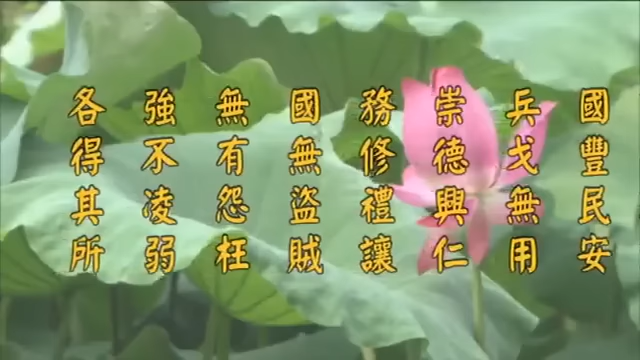 國豐民安
兵戈無用
崇德興仁
務修禮讓
國無盜賊
無有怨枉
強不凌弱
各得其所